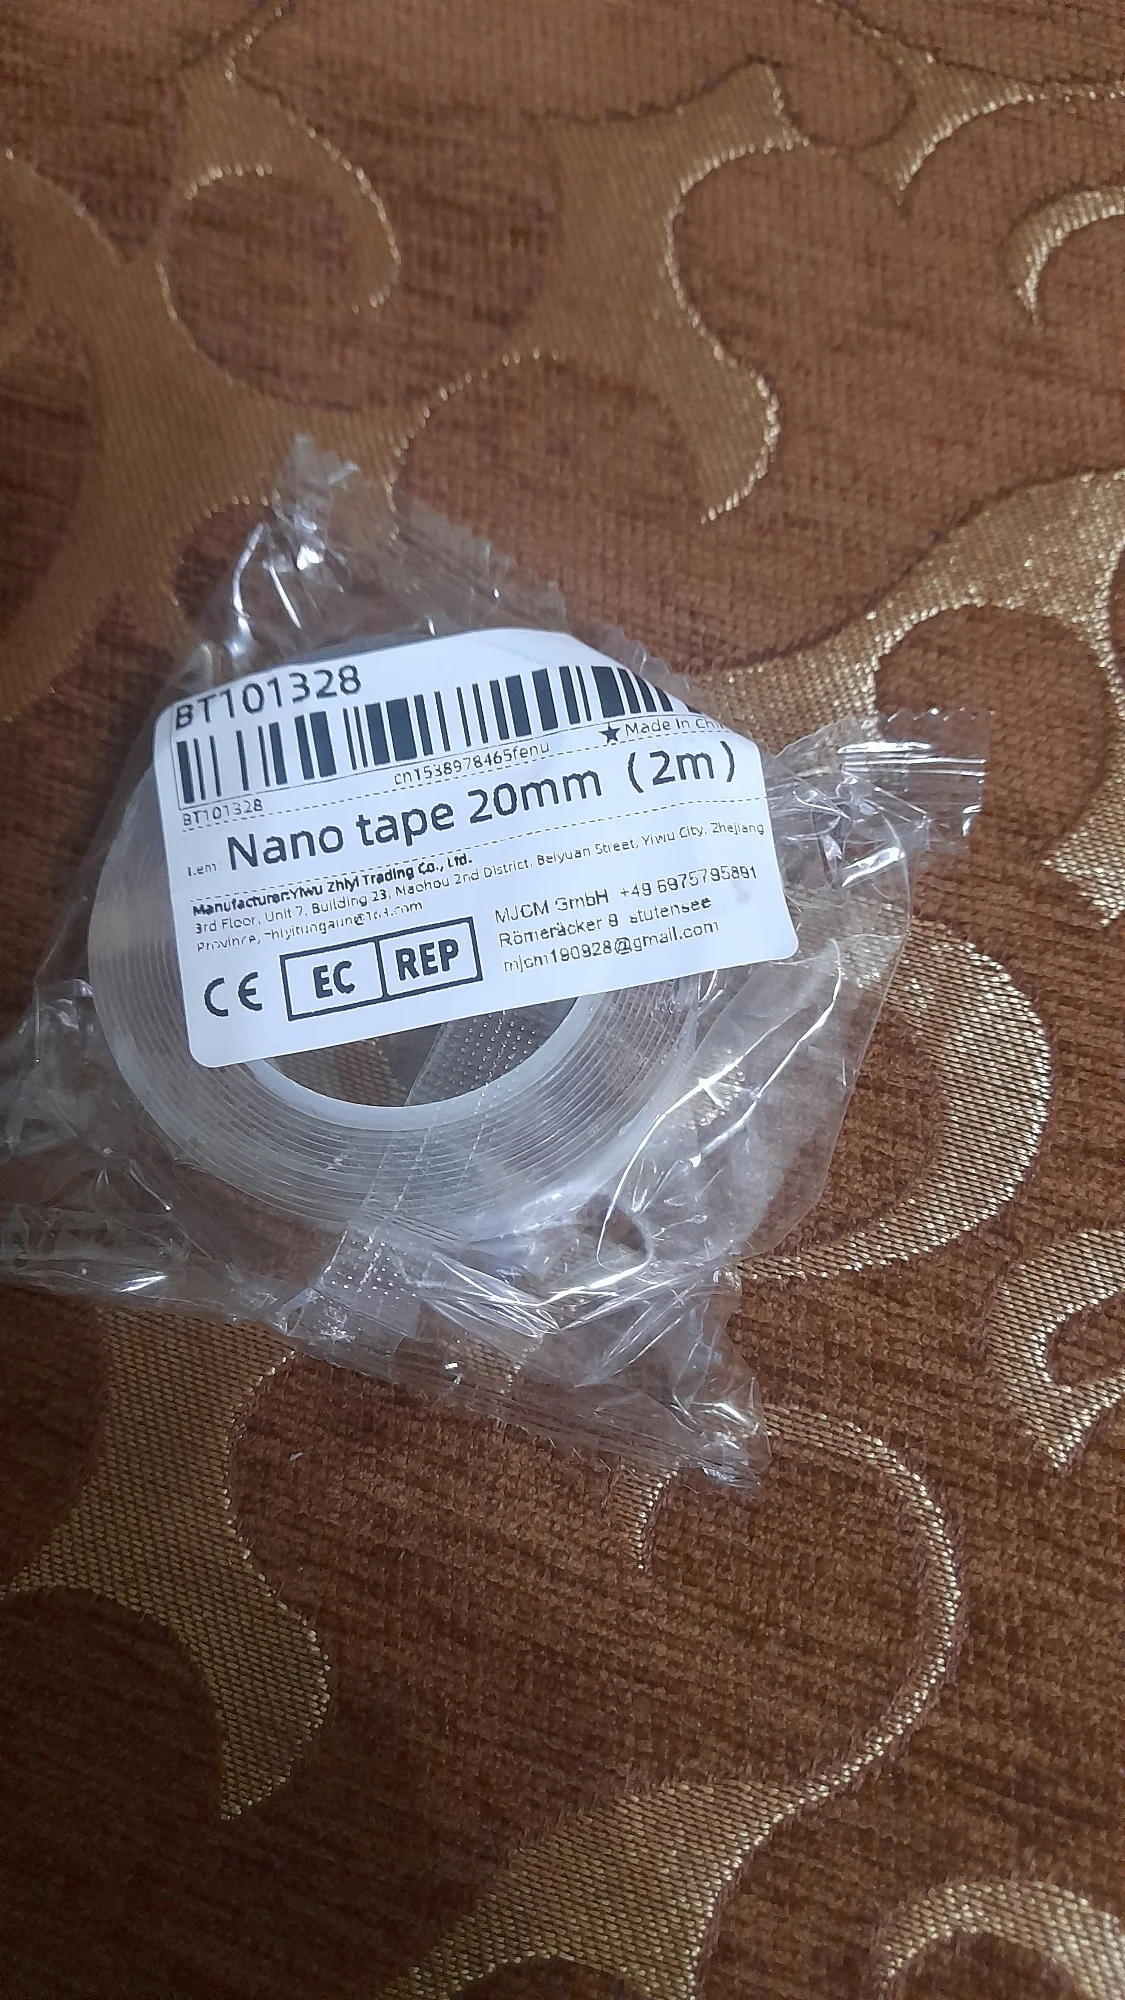 BT101328
cn1538978465fenu
★ Made in Chi
BT101328
Nano tape 20mm (2m)
Manufacturer:Yiwu Zhiyi Trading Co., Ltd.
3rd Floor, Unit 7, Building 23, Maohou 2nd District, Beiyuan Street, Yiwu City, Zhejiang
Province,
CE EC REP
MJCM GmbH +49 6975795891
Römeräcker 9 stutensee
mjcm190928@gmail.com